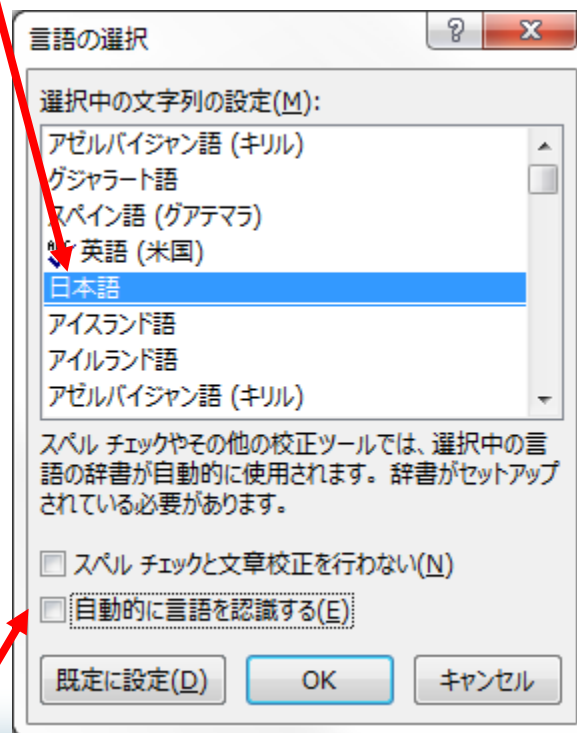 言語の選択
選択中の文字列の設定(M):
アゼルバイジャン語 (キリル)
グジャラート語
スペイン語 (グアテマラ)
英語 (米国)
日本語
アイスランド語
アイルランド語
アゼルバイジャン語 (キリル)
スペル チェックやその他の校正ツールでは、選択中の言
語の辞書が自動的に使用されます。辞書がセットアップ
されている必要があります。
スペル チェックと文章校正を行わない(N)
自動的に言語を認識する(E)
既定に設定(D) OK キャンセル